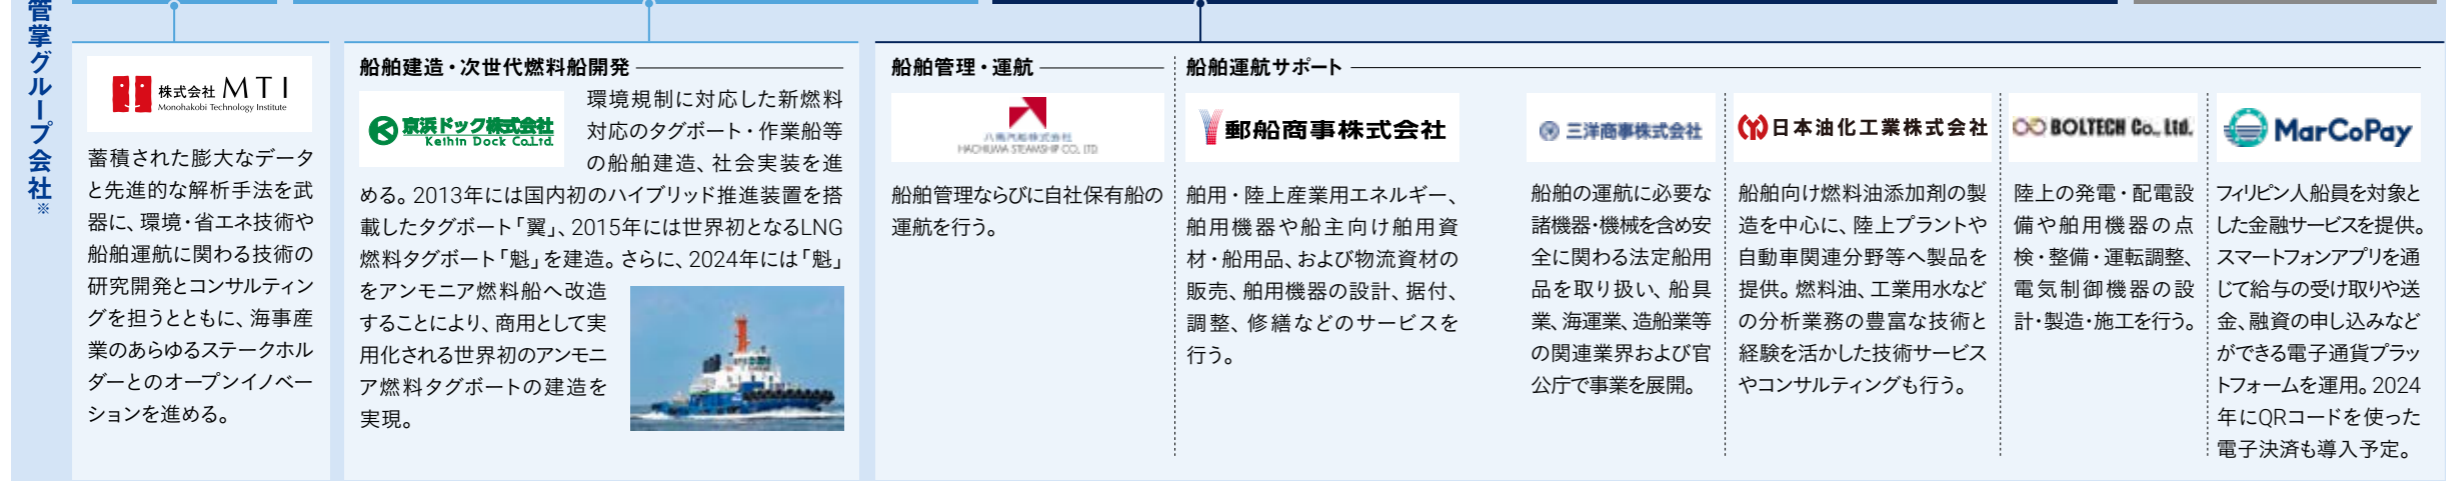 管掌グループ会社※
株式会社 MTI
Monohakobi Technology Institute
蓄積された膨大なデータ
と先進的な解析手法を武
器に、環境・省エネ技術や
船舶運航に関わる技術の
研究開発とコンサルティン
グを担うとともに、海事産
業のあらゆるステークホル
ダーとのオープンイノベー
ションを進める。
船舶建造・次世代燃料船開発
京浜ドック株式会社
Keihin Dock Co.Ltd
環境規制に対応した新燃料
対応のタグボート・作業船等
の船舶建造、社会実装を進
める。2013年には国内初のハイブリッド推進装置を搭
載したタグボート「翼」、2015年には世界初となるLNG
燃料タグボート「魁」を建造。さらに、2024年には「魁」
をアンモニア燃料船へ改造
することにより、商用として実
用化される世界初のアンモニ
ア燃料タグボートの建造を
実現。
船舶管理・運航
八馬汽船株式会社
HACHIUMA STEAMSHIP CO., LTD.
船舶管理ならびに自社保有船の
運航を行う。
船舶運航サポート
郵船商事株式会社
舶用・陸上産業用エネルギー、
舶用機器や船主向け舶用資
材・船用品、および物流資材の
販売、舶用機器の設計、据付、
調整、修繕などのサービスを
行う。
三洋商事株式会社
船舶の運航に必要な
諸機器・機械を含め安
全に関わる法定船用
品を取り扱い、船具
業、海運業、造船業等
の関連業界および官
公庁で事業を展開。
日本油化工業株式会社
船舶向け燃料油添加剤の製
造を中心に、陸上プラントや
自動車関連分野等へ製品を
提供。燃料油、工業用水など
の分析業務の豊富な技術と
経験を活かした技術サービス
やコンサルティングも行う。
BOLTECH Co., Ltd.
陸上の発電・配電設
備や舶用機器の点
検・整備・運転調整、
電気制御機器の設
計・製造・施工を行う。
MarCoPay
フィリピン人船員を対象と
した金融サービスを提供。
スマートフォンアプリを通
じて給与の受け取りや送
金、融資の申し込みなど
ができる電子通貨プラッ
トフォームを運用。2024
年にQRコードを使った
電子決済も導入予定。